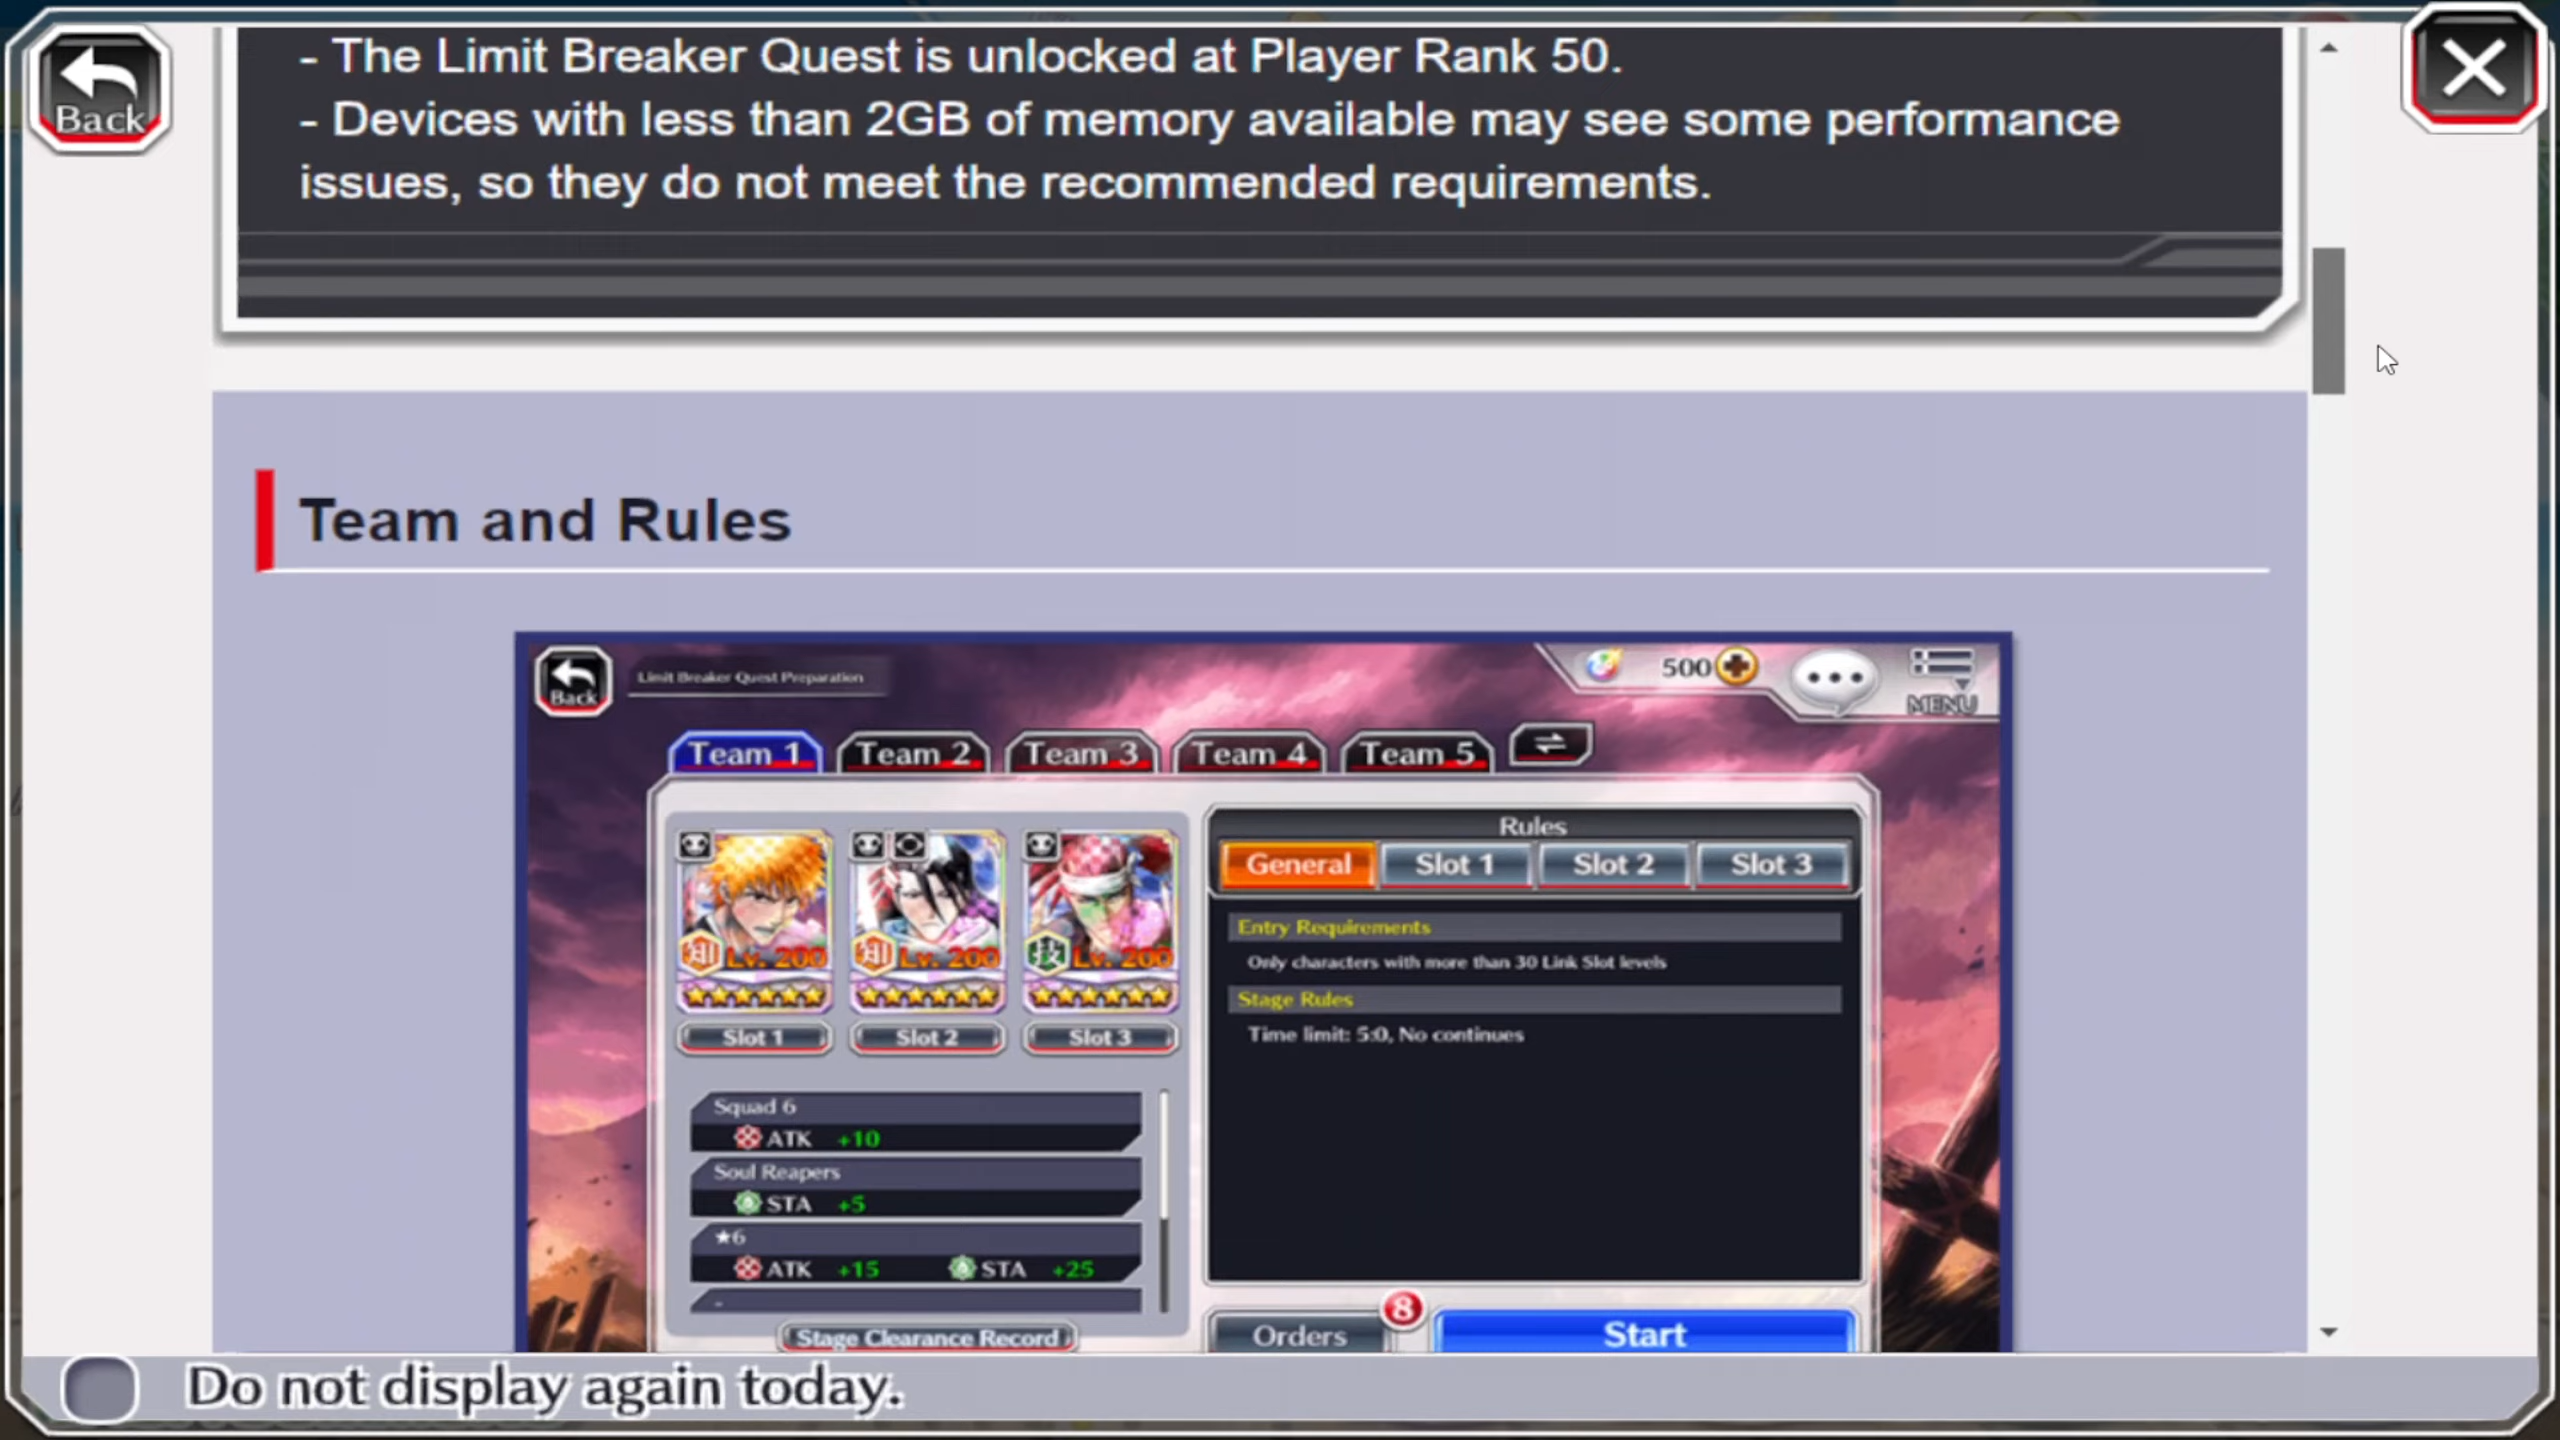 - The Limit Breaker Quest is unlocked at Player Rank 50.
- Devices with less than 2GB of memory available may see some performance
issues, so they do not meet the recommended requirements.
Back
Team and Rules
Back
Limit Breaker Quest Preparation
500
MENU
Team 1 Team 2 Team 3 Team 4 Team 5
Rules
General Slot 1 Slot 2 Slot 3
知 Lv. 200 知 Lv. 200 技 Lv. 200
Slot 1 Slot 2 Slot 3
Entry Requirements
Only characters with more than 30 Link Slot levels
Stage Rules
Time limit: 5:0, No continues
Squad 6
ATK +10
Soul Reapers
STA +5
★6
ATK +15 STA +25
-
Stage Clearance Record
Orders 8
Start
Do not display again today.